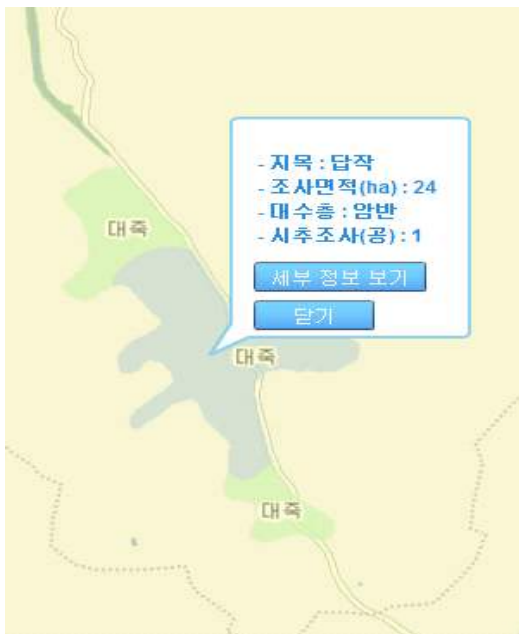 - 지목 : 답작
- 조사면적(ha) : 24
- 대수층 : 암반
- 시추조사(공) : 1
세부 정보 보기
닫기
대죽
대죽
대죽